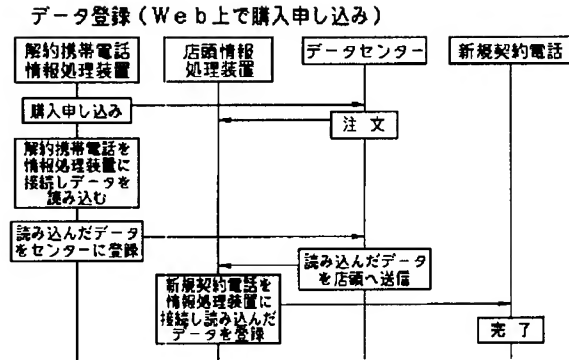 データ登録（Ｗｅｂ上で購入申し込み）
解約携帯電話
情報処理装置
店頭情報
処理装置
データセンター
新規契約電話
購入申し込み
注文
解約携帯電話を
情報処理装置に
接続しデータを
読み込む
読み込んだデータ
をセンターに登録
読み込んだデータ
を店頭へ送信
新規契約電話を
情報処理装置に
接続し読み込んだ
データを登録
完了